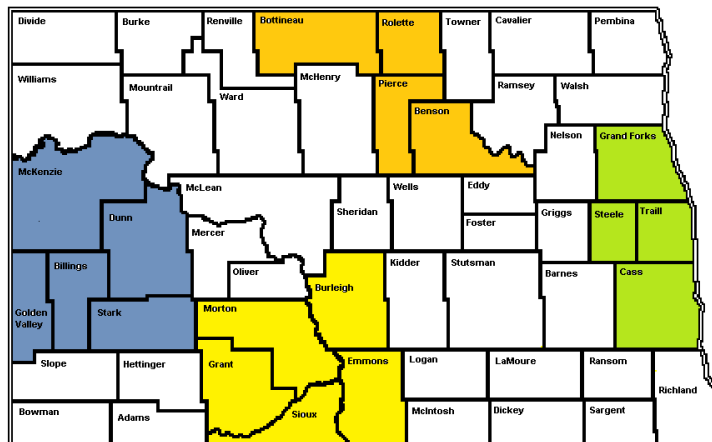 Divide
Burke
Renville
Bottineau
Rolette
Towner
Cavalier
Pembina
Williams
Mountrail
Ward
McHenry
Pierce
Benson
Ramsey
Walsh
Nelson
Grand Forks
McKenzie
Dunn
McLean
Mercer
Oliver
Sheridan
Wells
Eddy
Foster
Griggs
Steele
Traill
Golden
Valley
Billings
Stark
Morton
Burleigh
Kidder
Stutsman
Barnes
Cass
Slope
Hettinger
Grant
Sioux
Emmons
Logan
LaMoure
Ransom
Richland
Bowman
Adams
McIntosh
Dickey
Sargent